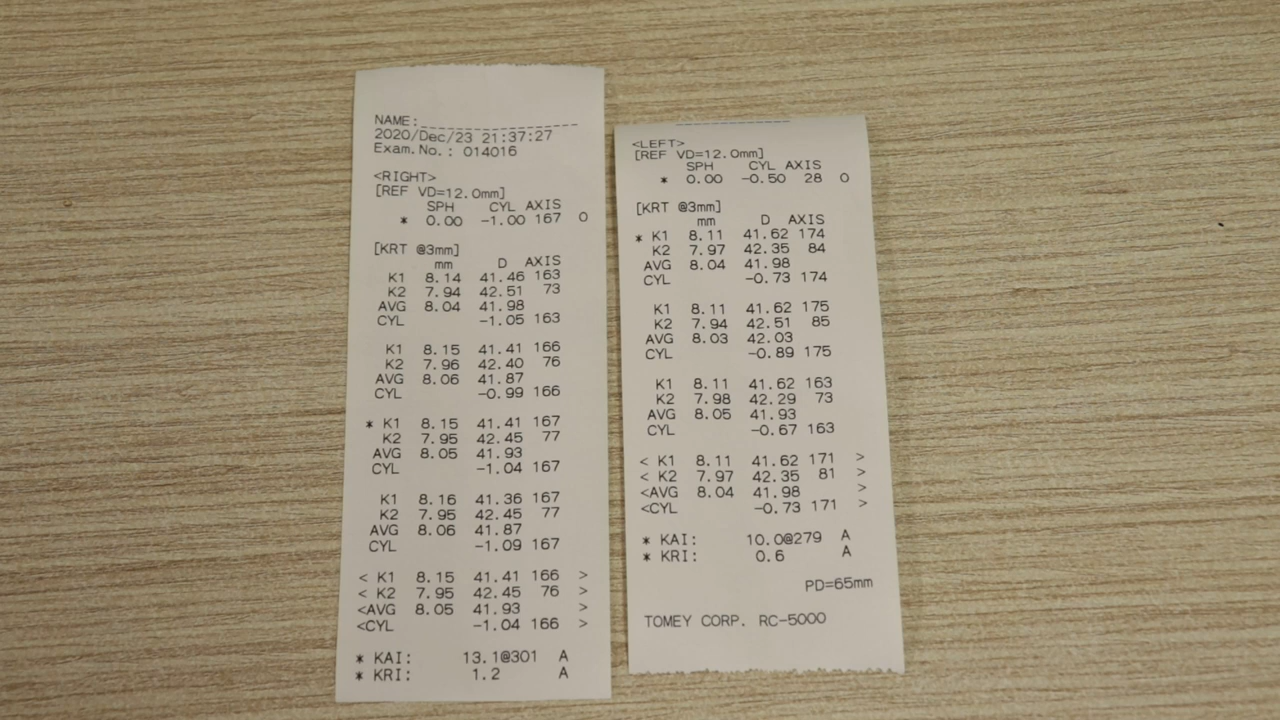 NAME:
2020/Dec/23 21:37:27
Exam.No.: 014016
<RIGHT>
[REF VD=12.0mm]
SPH CYL AXIS
* 0.00 -1.00 167 O
[KRT @3mm]
mm D AXIS
K1 8.14 41.46 163
K2 7.94 42.51 73
AVG 8.04 41.98
CYL -1.05 163
K1 8.15 41.41 166
K2 7.96 42.40 76
AVG 8.06 41.87
CYL -0.99 166
* K1 8.15 41.41 167
K2 7.95 42.45 77
AVG 8.05 41.93
CYL -1.04 167
K1 8.16 41.36 167
K2 7.95 42.45 77
AVG 8.06 41.87
CYL -1.09 167
< K1 8.15 41.41 166 >
< K2 7.95 42.45 76 >
<AVG 8.05 41.93 >
<CYL -1.04 166 >
* KAI: 13.1@301 A
* KRI: 1.2 A
<LEFT>
[REF VD=12.0mm]
SPH CYL AXIS
* 0.00 -0.50 28 O
[KRT @3mm]
mm D AXIS
* K1 8.11 41.62 174
K2 7.97 42.35 84
AVG 8.04 41.98
CYL -0.73 174
K1 8.11 41.62 175
K2 7.94 42.51 85
AVG 8.03 42.03
CYL -0.89 175
K1 8.11 41.62 163
K2 7.98 42.29 73
AVG 8.05 41.93
CYL -0.67 163
< K1 8.11 41.62 171 >
< K2 7.97 42.35 81 >
<AVG 8.04 41.98 >
<CYL -0.73 171 >
* KAI: 10.0@279 A
* KRI: 0.6 A
PD=65mm
TOMEY CORP. RC-5000